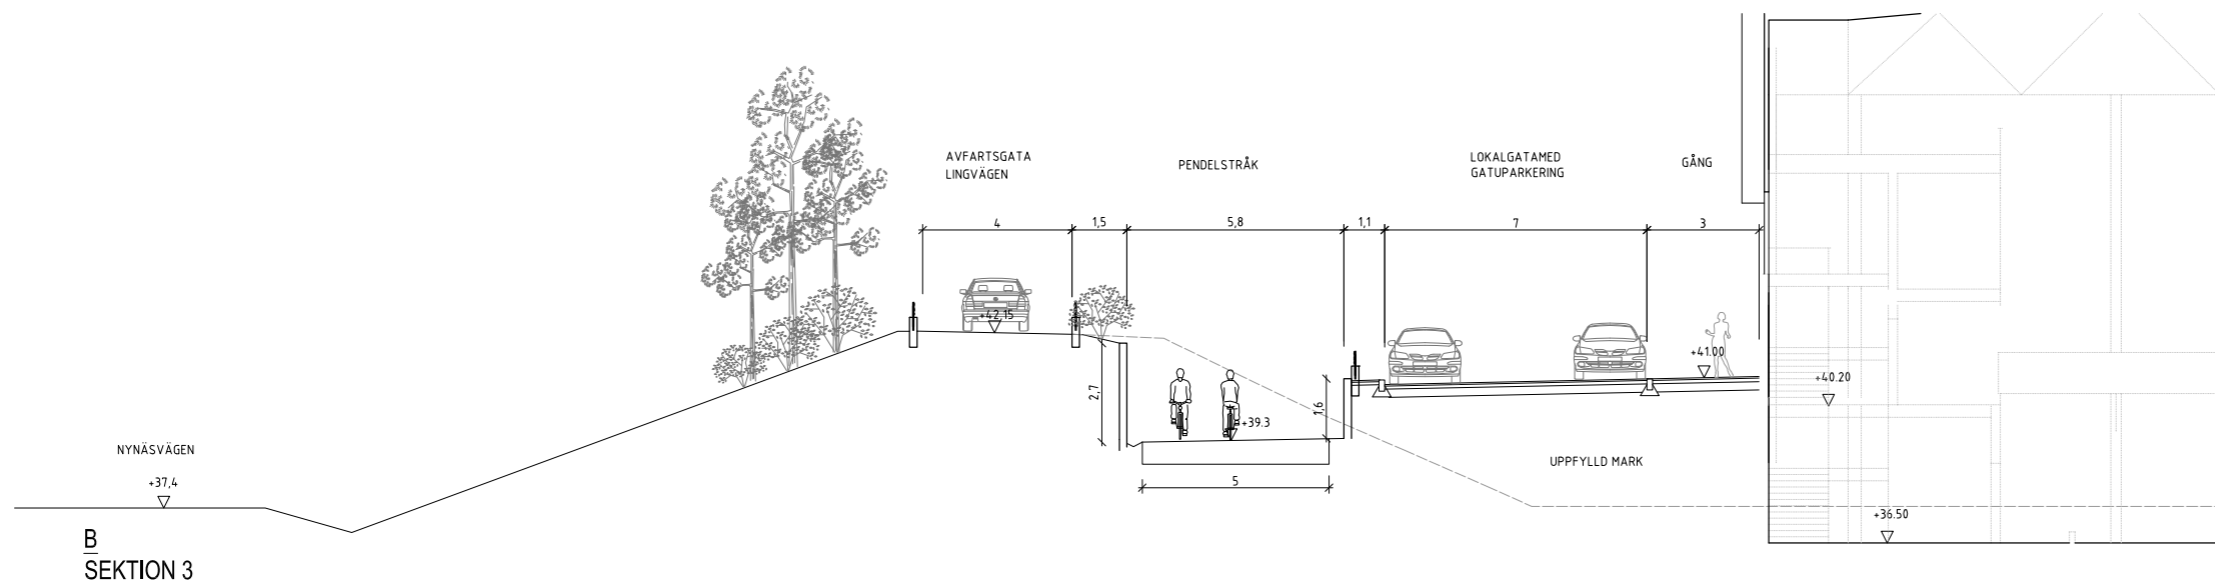 AVFARTSGATA
LINGVÄGEN
PENDELSTRÅK
LOKALGATAMED
GATUPARKERING
GÅNG
4
1,5
5,8
1,1
7
3
+42,15
+41.00
+40.20
2,7
1,6
+39.3
NYNÄSVÄGEN
+37,4
UPPFYLLD MARK
5
+36.50
B
SEKTION 3